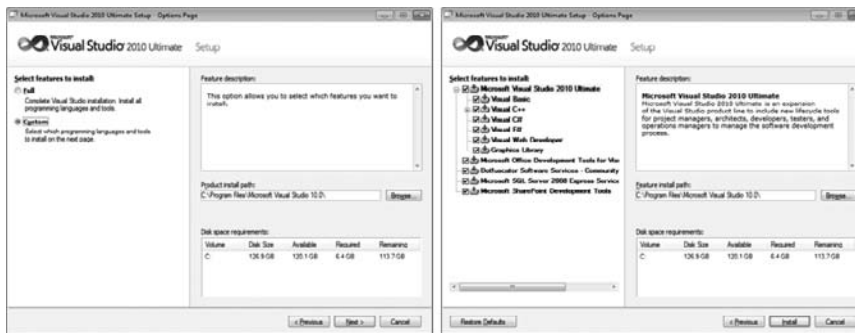 Microsoft Visual Studio 2010 Ultimate Setup - Options Page
Microsoft
Visual Studio 2010 Ultimate Setup
Select features to install:
Full
Complete Visual Studio installation. Install all
programming languages and tools.
Custom
Select which programming languages and tools
to install on the next page.
Feature description:
This option allows you to select which features you want to
install.
Product install path:
C:\Program Files\Microsoft Visual Studio 10.0\
Browse...
Disk space requirements:
Volume Disk Size Available Required Remaining
C: 126.9 GB 120.1 GB 6.4 GB 113.7 GB
< Previous Next > Cancel
Microsoft Visual Studio 2010 Ultimate Setup - Options Page
Microsoft
Visual Studio 2010 Ultimate Setup
Select features to install:
Microsoft Visual Studio 2010 Ultimate
Visual Basic
Visual C++
Visual C#
Visual F#
Visual Web Developer
Graphics Library
Microsoft Office Development Tools for Visu
Dotfuscator Software Services - Community
Microsoft SQL Server 2008 Express Service
Microsoft SharePoint Development Tools
Feature description:
Microsoft Visual Studio 2010 Ultimate
Microsoft Visual Studio 2010 Ultimate is an expansion
of the Visual Studio product line to include new lifecycle tools
for project managers, architects, developers, testers, and
operations managers to manage the software development
process.
Feature install path:
C:\Program Files\Microsoft Visual Studio 10.0\
Browse...
Disk space requirements:
Volume Disk Size Available Required Remaining
C: 126.9 GB 120.1 GB 6.4 GB 113.7 GB
Restore Defaults
< Previous Install Cancel